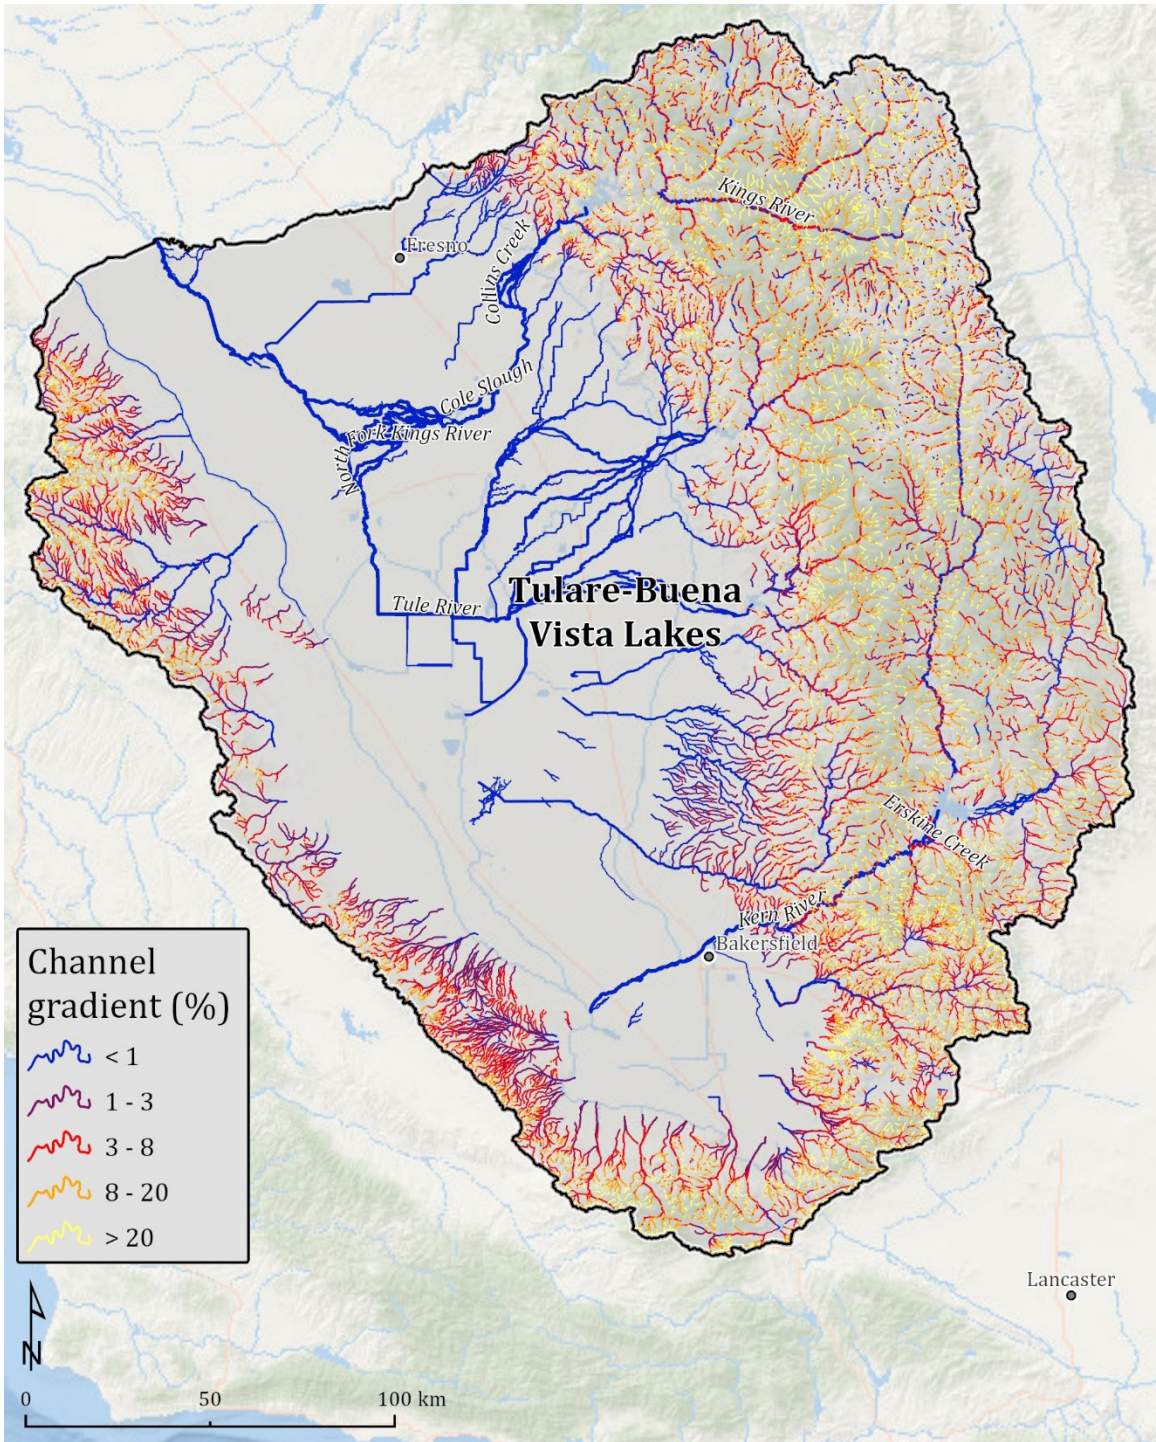 Kings River
Fresno
Collins Creek
Cole Slough
North Fork Kings River
Tulare-Buena
Vista Lakes
Tule River
Erskine Creek
Kern River
Bakersfield
Channel
gradient (%)
< 1
1 - 3
3 - 8
8 - 20
> 20
N
Lancaster
0 50 100 km